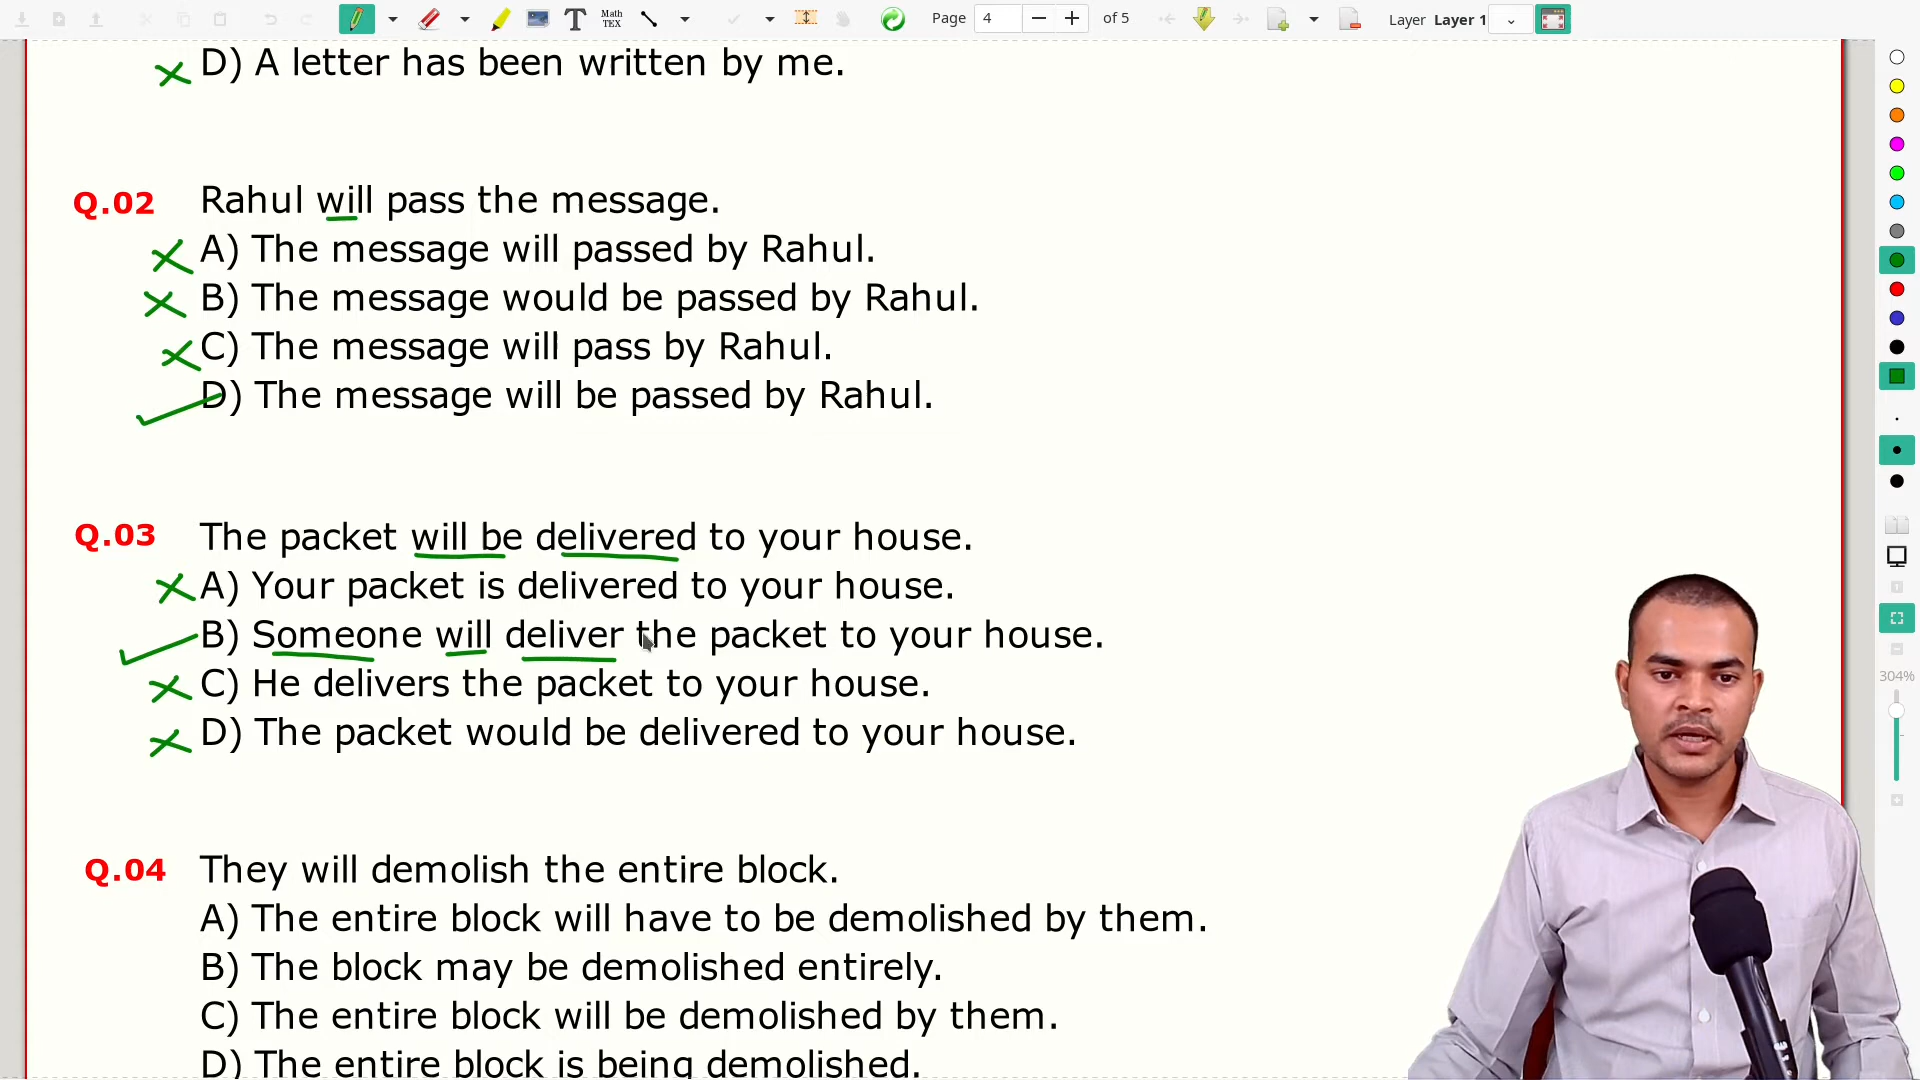 Page 4 of 5 Layer Layer 1
Math TEX
D) A letter has been written by me.
Q.02 Rahul will pass the message.
A) The message will passed by Rahul.
B) The message would be passed by Rahul.
C) The message will pass by Rahul.
D) The message will be passed by Rahul.
Q.03 The packet will be delivered to your house.
A) Your packet is delivered to your house.
B) Someone will deliver the packet to your house.
C) He delivers the packet to your house.
D) The packet would be delivered to your house.
304%
Q.04 They will demolish the entire block.
A) The entire block will have to be demolished by them.
B) The block may be demolished entirely.
C) The entire block will be demolished by them.
D) The entire block is being demolished.